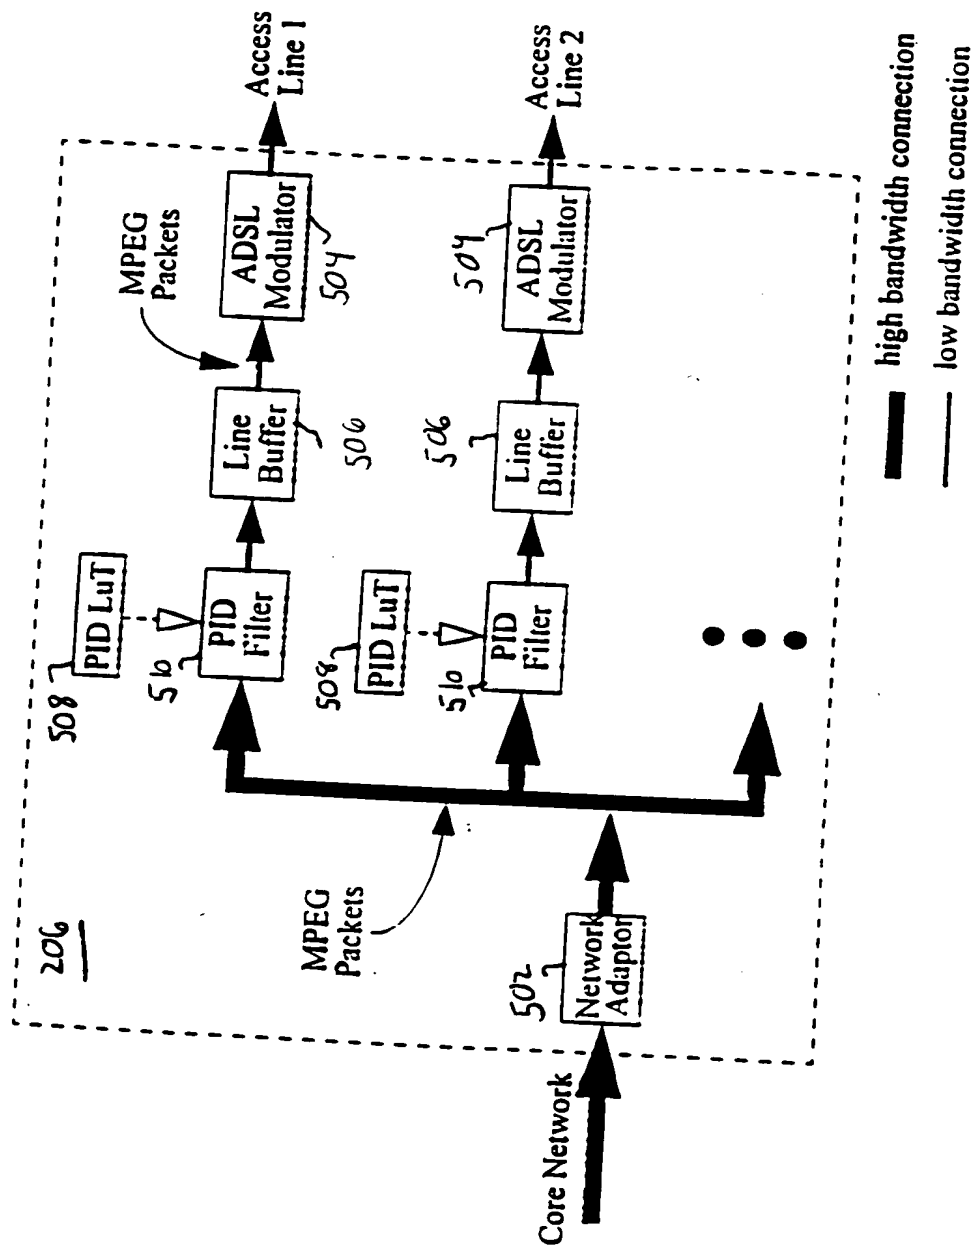 206
Core Network
502
Network
Adaptor
MPEG
Packets
508
PID LuT
510
PID
Filter
506
Line
Buffer
MPEG
Packets
504
ADSL
Modulator
Access
Line 1
508
PID LuT
510
PID
Filter
506
Line
Buffer
504
ADSL
Modulator
Access
Line 2
high bandwidth connection
low bandwidth connection